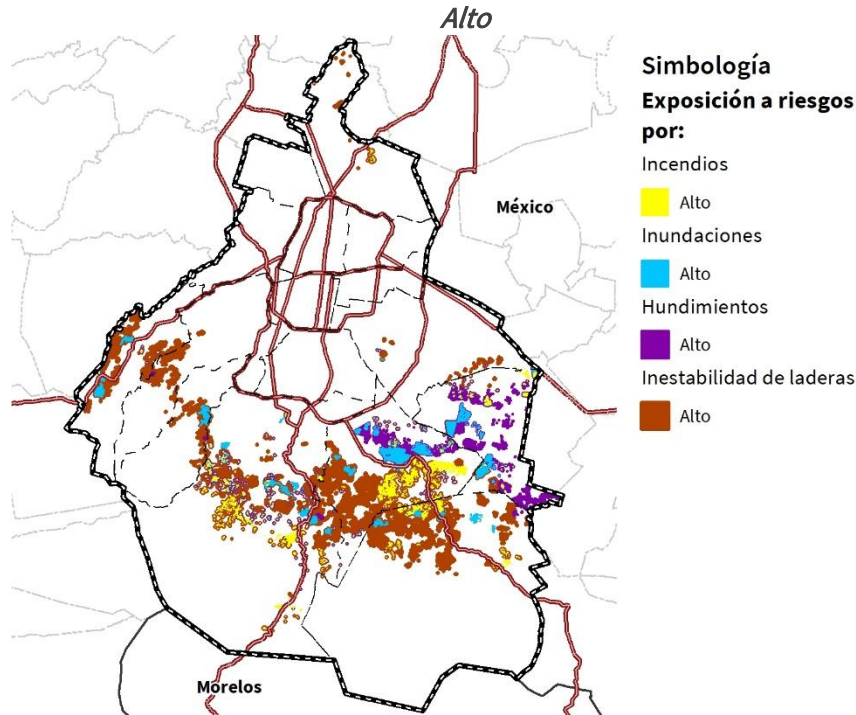 Alto
Simbología
Exposición a riesgos
por:
Incendios
Alto
Inundaciones
Alto
Hundimientos
Alto
Inestabilidad de laderas
Alto
México
Morelos